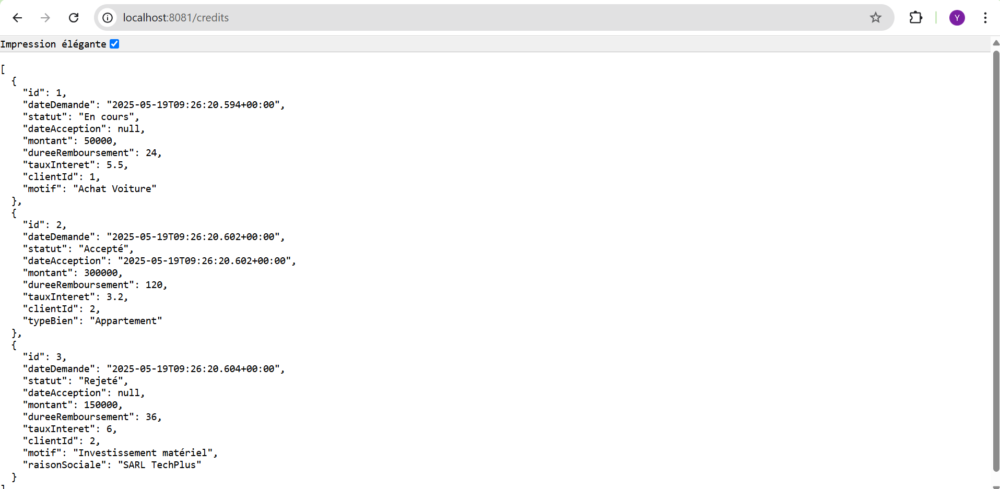 localhost:8081/credits
Y
Impression élégante
[
  {
    "id": 1,
    "dateDemande": "2025-05-19T09:26:20.594+00:00",
    "statut": "En cours",
    "dateAcception": null,
    "montant": 50000,
    "dureeRemboursement": 24,
    "tauxInteret": 5.5,
    "clientId": 1,
    "motif": "Achat Voiture"
  },
  {
    "id": 2,
    "dateDemande": "2025-05-19T09:26:20.602+00:00",
    "statut": "Accepté",
    "dateAcception": "2025-05-19T09:26:20.602+00:00",
    "montant": 300000,
    "dureeRemboursement": 120,
    "tauxInteret": 3.2,
    "clientId": 2,
    "typeBien": "Appartement"
  },
  {
    "id": 3,
    "dateDemande": "2025-05-19T09:26:20.604+00:00",
    "statut": "Rejeté",
    "dateAcception": null,
    "montant": 150000,
    "dureeRemboursement": 36,
    "tauxInteret": 6,
    "clientId": 2,
    "motif": "Investissement matériel",
    "raisonSociale": "SARL TechPlus"
  }
]